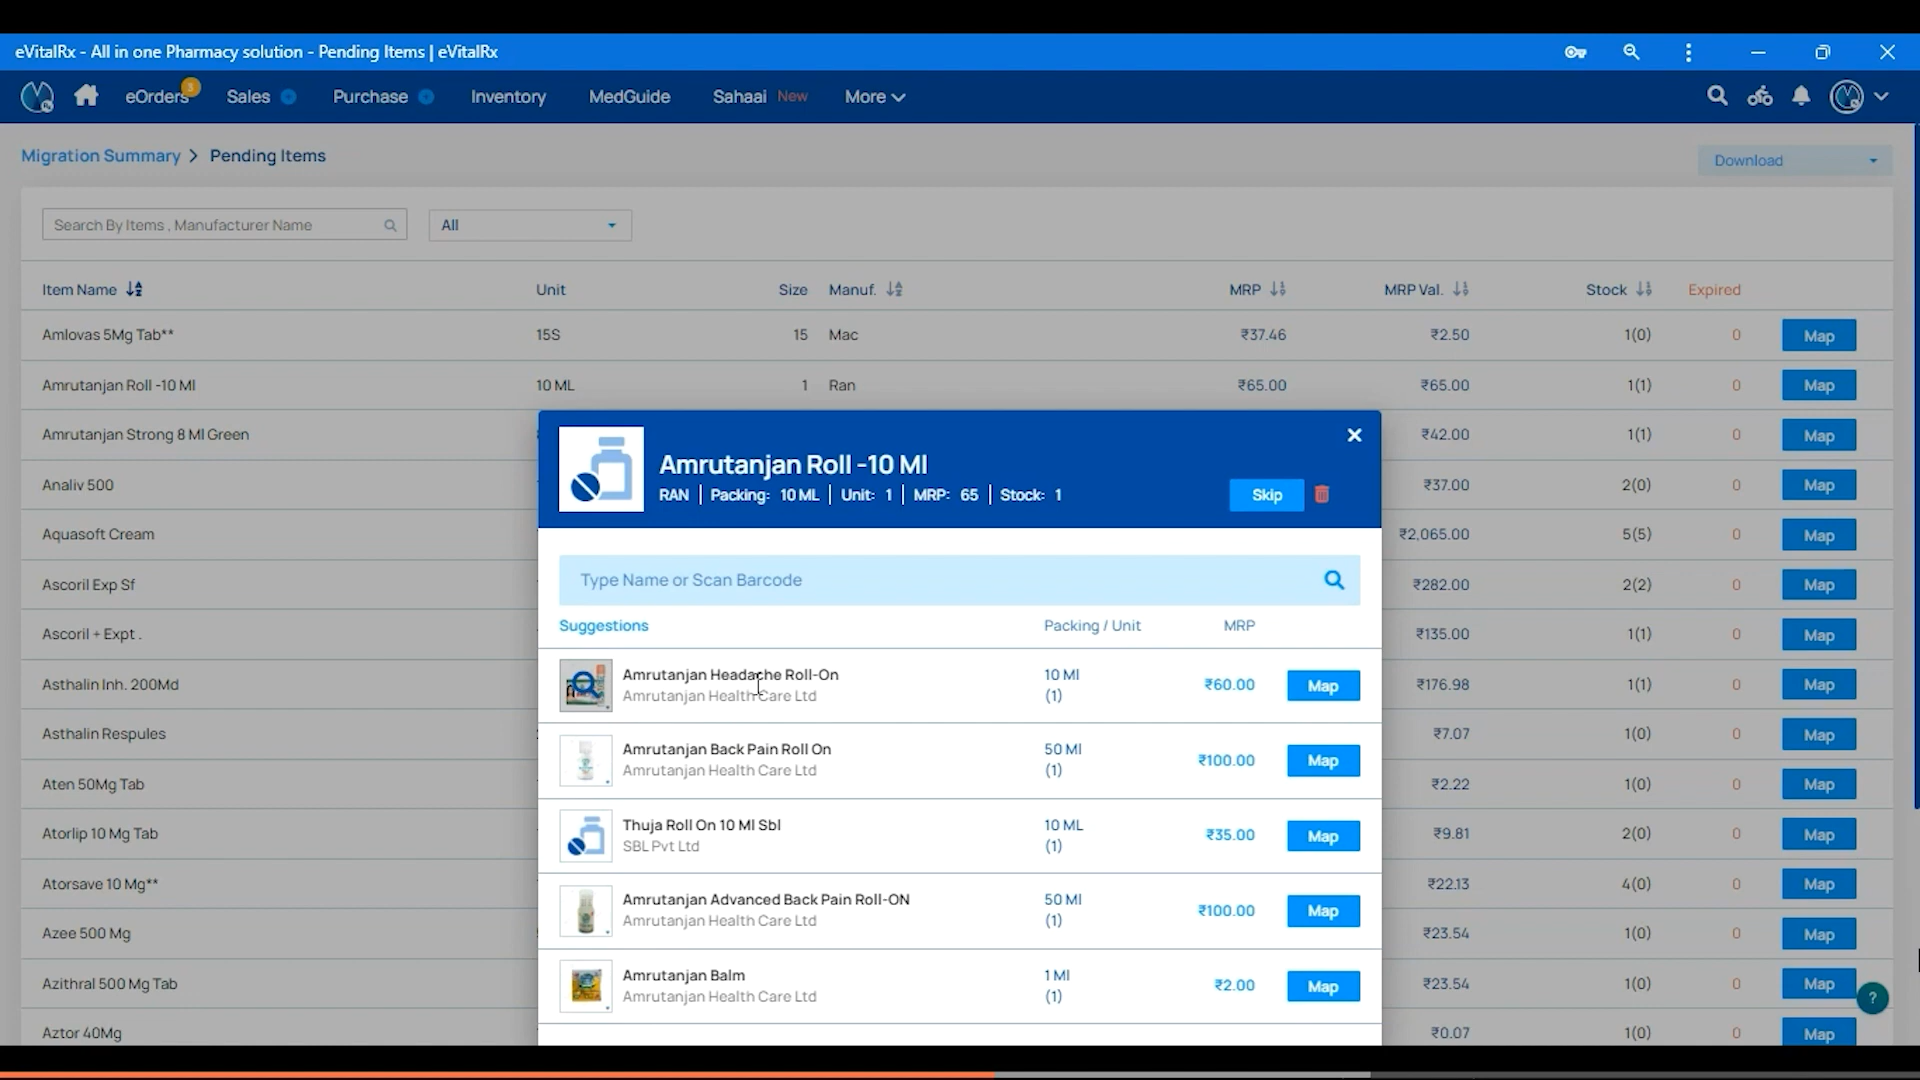 eVitalRx - All in one Pharmacy solution - Pending Items | eVitalRx
eOrders 3 Sales Purchase Inventory MedGuide Sahaai New More
Migration Summary > Pending Items
Download
Search By Items , Manufacturer Name All
Item Name Unit Size Manuf. MRP MRP Val. Stock Expired
Amlovas 5Mg Tab** 15S 15 Mac ₹37.46 ₹2.50 1(0) 0 Map
Amrutanjan Roll -10 Ml 10 ML 1 Ran ₹65.00 ₹65.00 1(1) 0 Map
Amrutanjan Strong 8 Ml Green ₹42.00 1(1) 0 Map
Analiv 500 ₹37.00 2(0) 0 Map
Aquasoft Cream ₹2,065.00 5(5) 0 Map
Ascoril Exp Sf ₹282.00 2(2) 0 Map
Ascoril + Expt . ₹135.00 1(1) 0 Map
Asthalin Inh. 200Md ₹176.98 1(1) 0 Map
Asthalin Respules ₹7.07 1(0) 0 Map
Aten 50Mg Tab ₹2.22 1(0) 0 Map
Atorlip 10 Mg Tab ₹9.81 2(0) 0 Map
Atorsave 10 Mg** ₹22.13 4(0) 0 Map
Azee 500 Mg ₹23.54 1(0) 0 Map
Azithral 500 Mg Tab ₹23.54 1(0) 0 Map
Aztor 40Mg ₹0.07 1(0) 0 Map
?
Amrutanjan Roll -10 Ml
RAN | Packing: 10 ML | Unit: 1 | MRP: 65 | Stock: 1
Skip
Type Name or Scan Barcode
Suggestions Packing / Unit MRP
Amrutanjan Headache Roll-On 10 Ml ₹60.00 Map
Amrutanjan Health Care Ltd (1)
Amrutanjan Back Pain Roll On 50 Ml ₹100.00 Map
Amrutanjan Health Care Ltd (1)
Thuja Roll On 10 Ml Sbl 10 ML ₹35.00 Map
SBL Pvt Ltd (1)
Amrutanjan Advanced Back Pain Roll-ON 50 Ml ₹100.00 Map
Amrutanjan Health Care Ltd (1)
Amrutanjan Balm 1 Ml ₹2.00 Map
Amrutanjan Health Care Ltd (1)